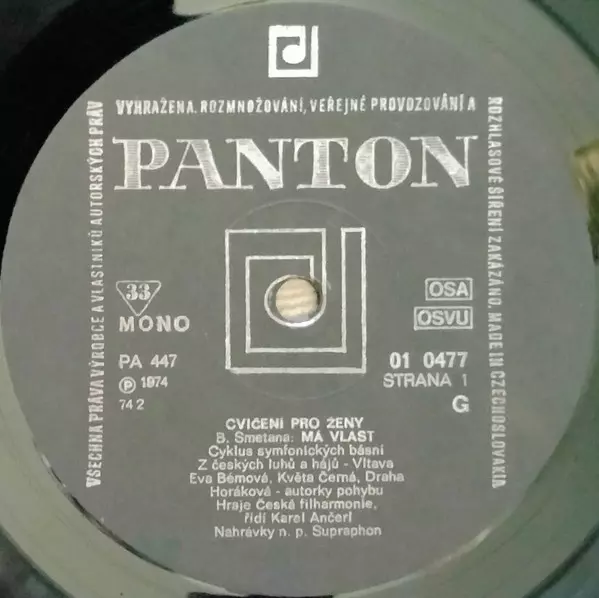 VŠECHNA PRÁVA VÝROBCE A VLASTNÍKŮ AUTORSKÝCH PRÁV
VYHRAŽENA. ROZMNOŽOVÁNÍ, VEŘEJNÉ PROVOZOVÁNÍ A
ROZHLASOVÉ ŠÍŘENÍ ZAKÁZÁNO. MADE IN CZECHOSLOVAKIA
PANTON
33
MONO
OSA
OSVU
PA 447
℗ 1974
74 2
01 0477
STRANA 1
G
CVIČENÍ PRO ŽENY
B. Smetana: MÁ VLAST
Cyklus symfonických básní
Z českých luhů a hájů - Vltava
Eva Bémová, Květa Černá, Draha
Horáková - autorky pohybu
Hraje Česká filharmonie,
řídí Karel Ančerl
Nahrávky n. p. Supraphon